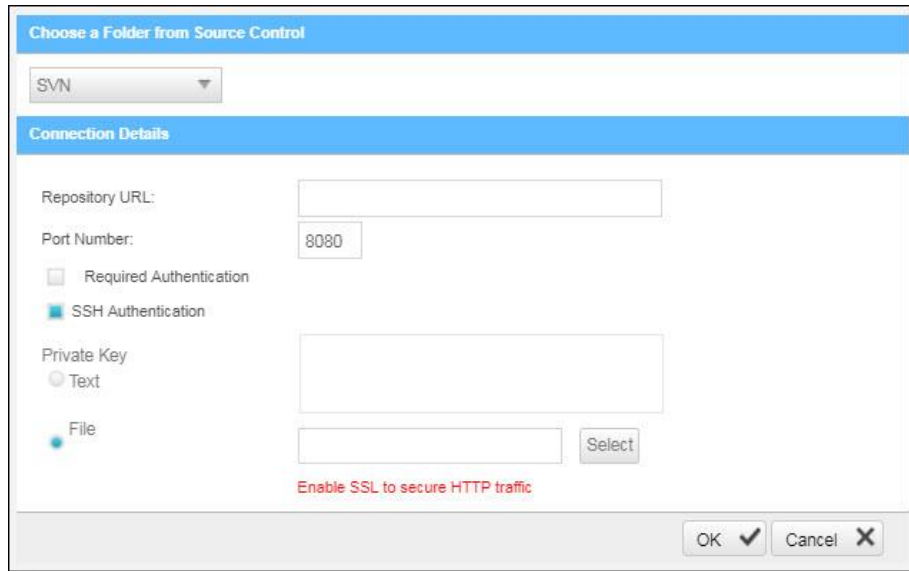 Choose a Folder from Source Control
SVN
Connection Details
Repository URL:
Port Number:
8080
Required Authentication
SSH Authentication
Private Key
Text
File
Select
Enable SSL to secure HTTP traffic
OK
Cancel